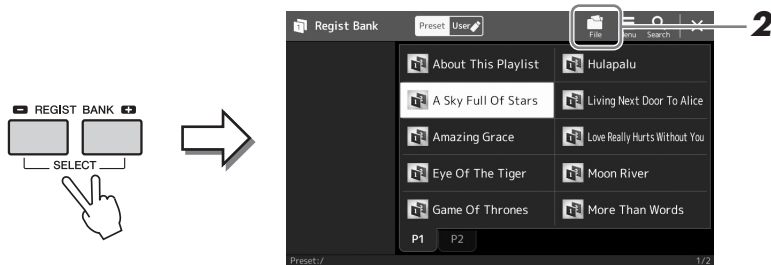 Regist Bank
Preset User
File
Menu
Search
2
About This Playlist
Hulapalu
A Sky Full Of Stars
Living Next Door To Alice
Amazing Grace
Love Really Hurts Without You
Eye Of The Tiger
Moon River
Game Of Thrones
More Than Words
P1 P2
Preset:/
1/2
- REGIST BANK +
SELECT